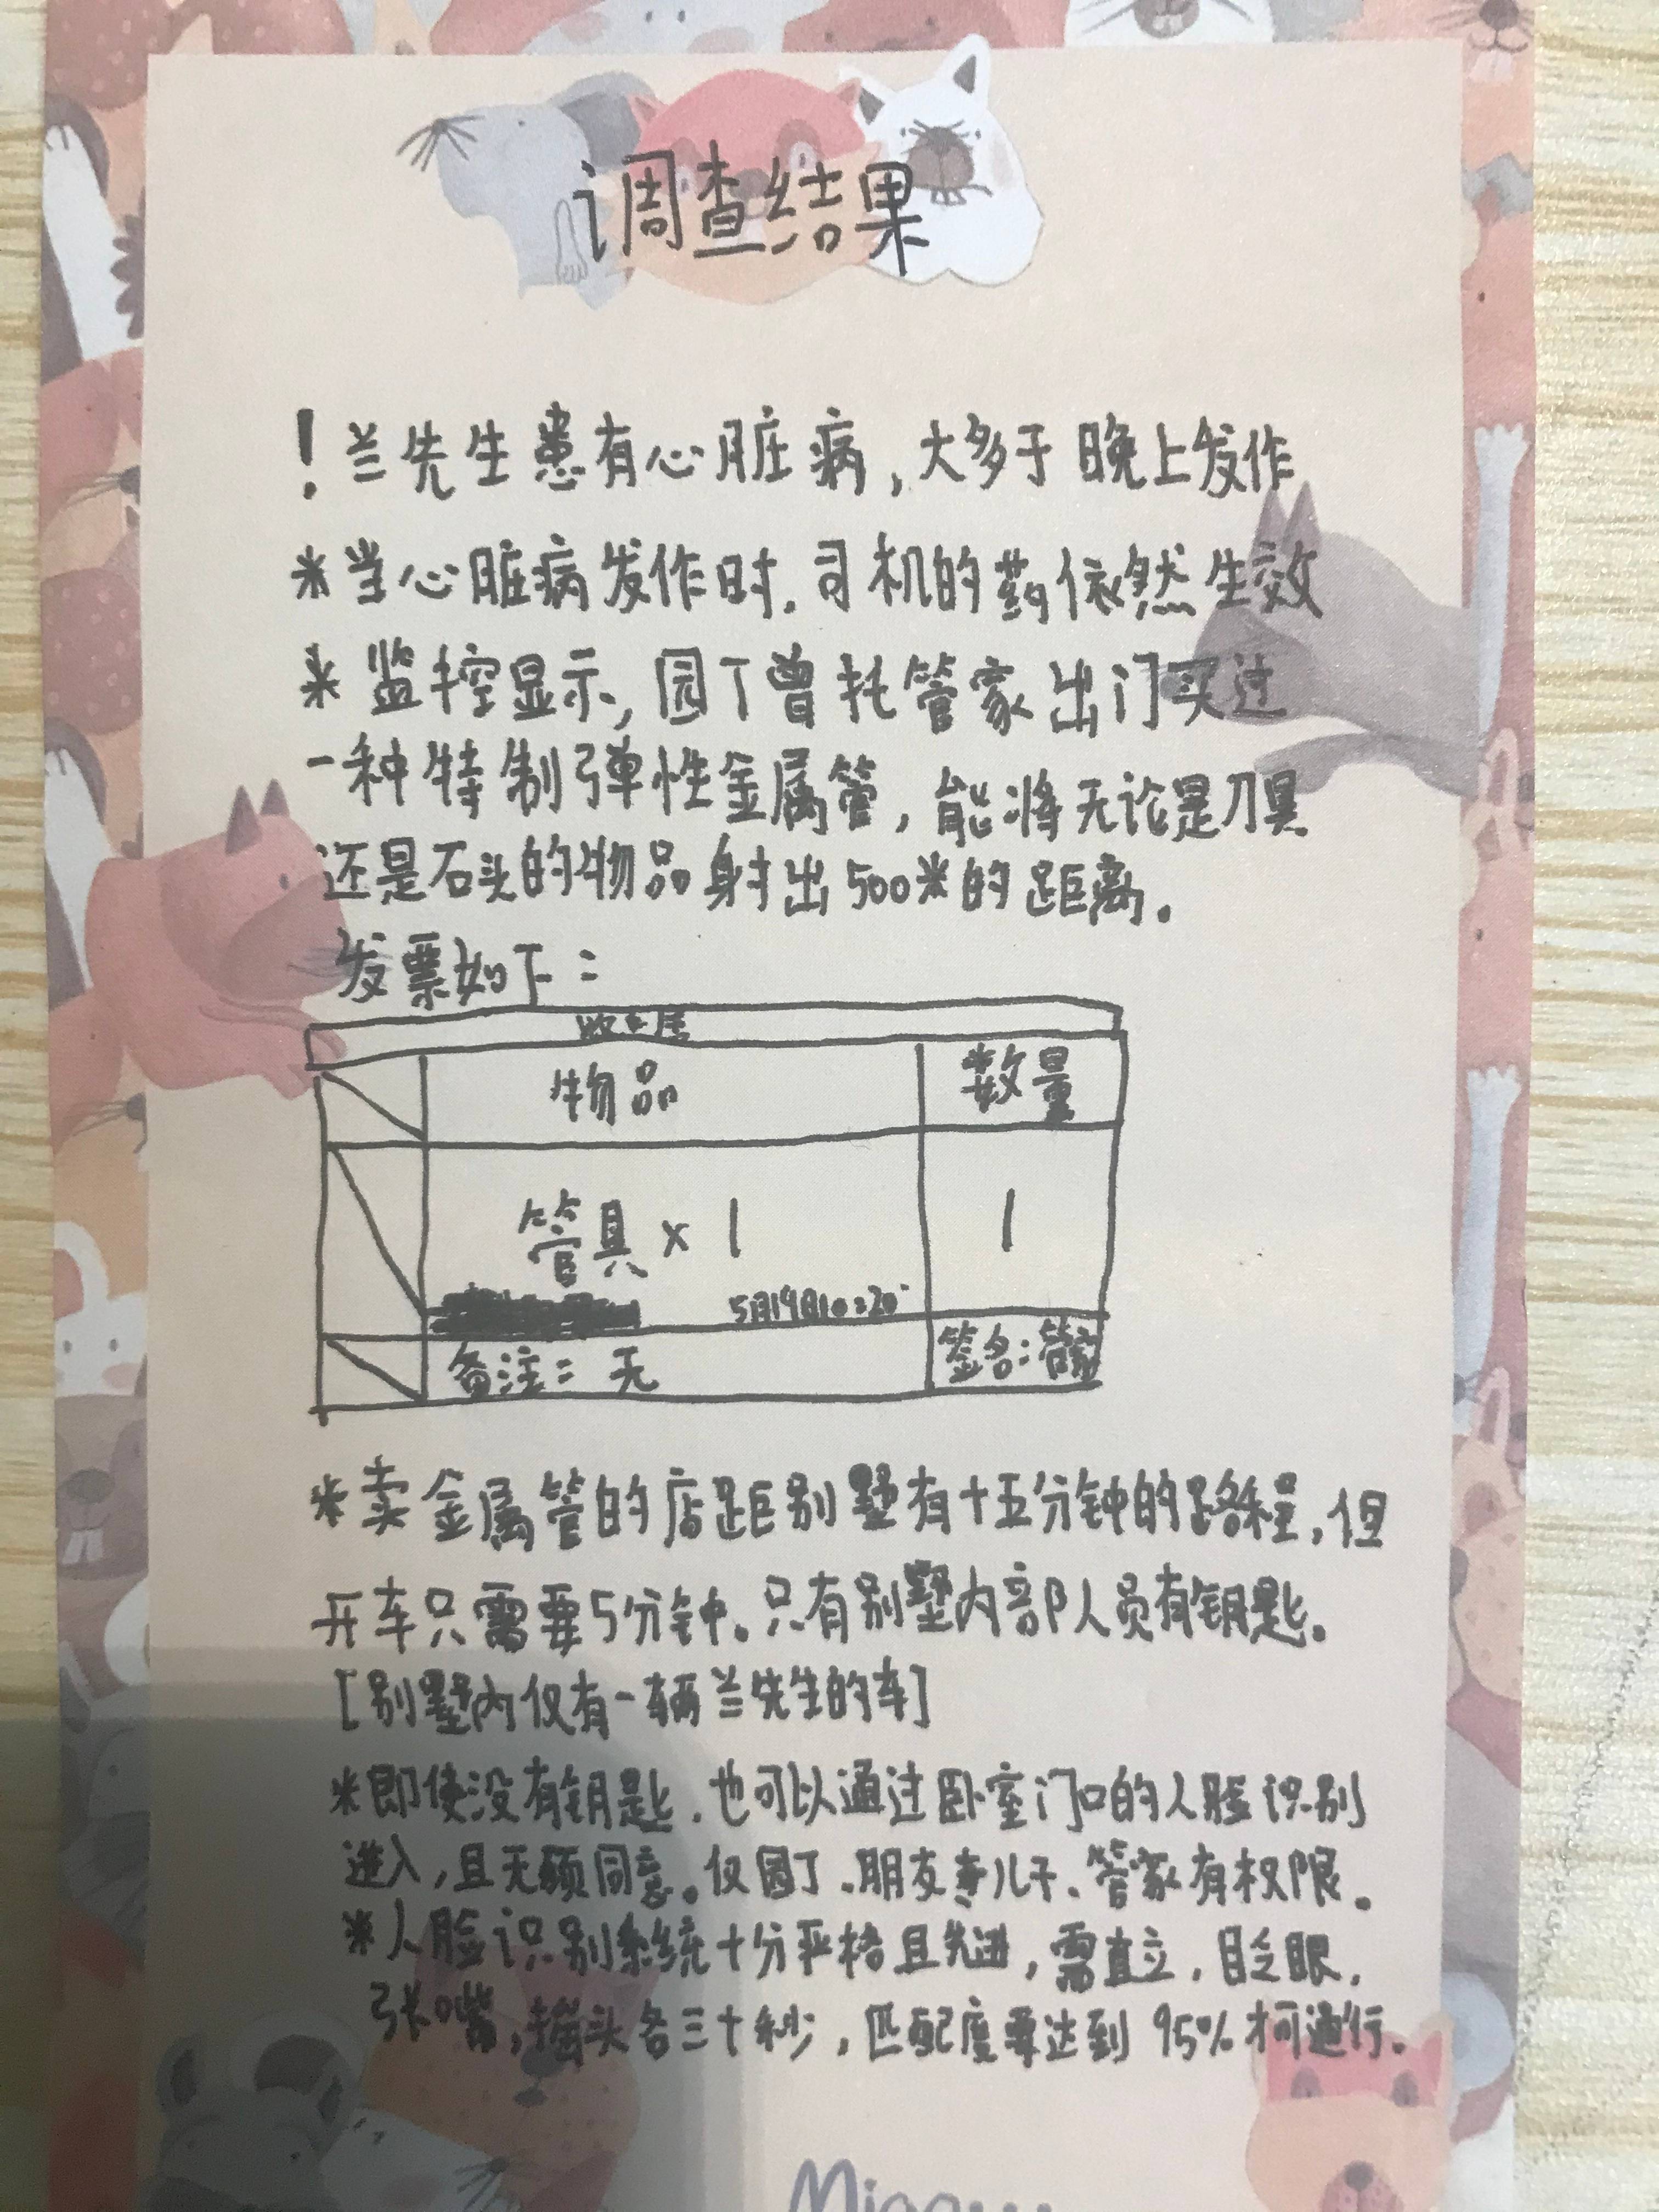 调查结果
！兰先生患有心脏病，大多于晚上发作
*当心脏病发作时.司机的药依然生效
*监控显示，园丁曾托管家出门买过
一种特制弹性金属管，能将无论是刀具
还是石头的物品射出500米的距离。
发票如下：
物品 数量
管具×1 1
5月19日10:20
备注：无 签名：管家
*卖金属管的店距别墅有十五分钟的路程，但
开车只需要5分钟。只有别墅内部人员有钥匙。
[别墅内仅有一辆兰先生的车]
*即使没有钥匙.也可以通过卧室门口的人脸识别
进入，且无须同意。仅园丁、朋友妻儿子、管家有权限。
*人脸识别系统十分严格且先进，需直立，眨眼，
张嘴，摇头各三十秒，匹配度要达到95%才可通行。